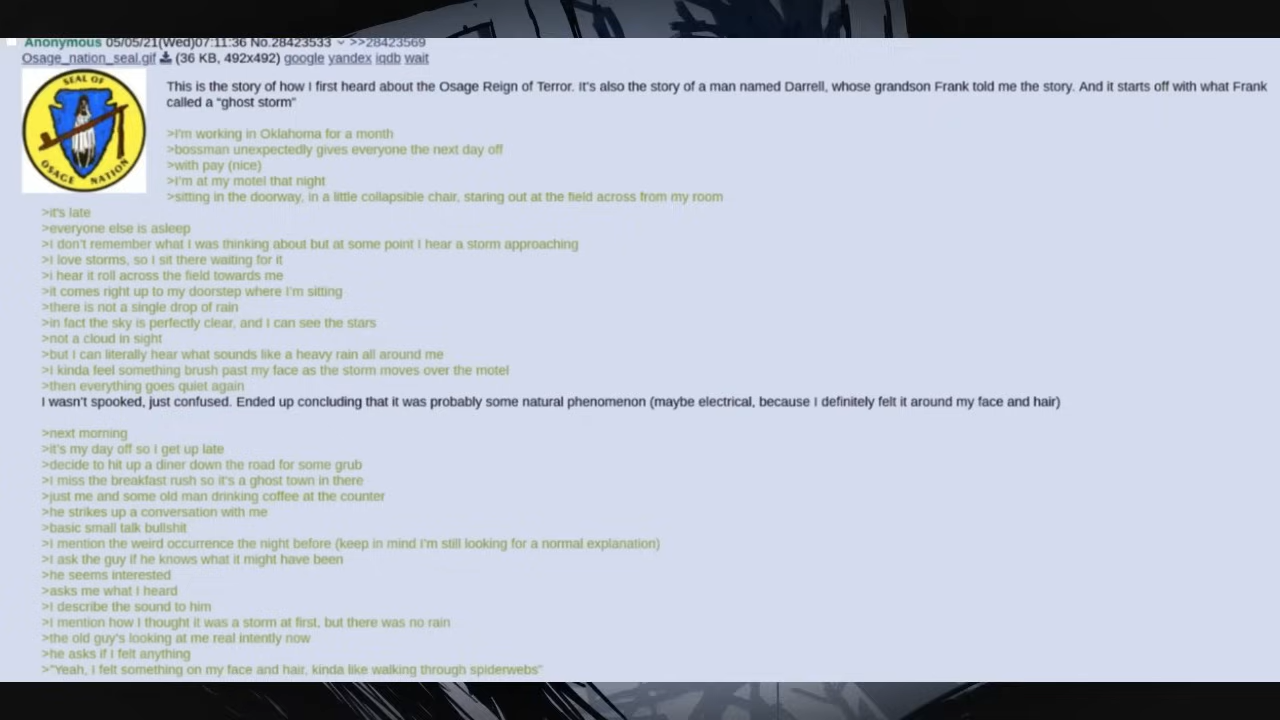 Anonymous 05/05/21(Wed)07:11:36 No.28423533 >>28423569
Osage_nation_seal.gif (36 KB, 492x492) google yandex iqdb wait
SEAL OF
OSAGE NATION
This is the story of how I first heard about the Osage Reign of Terror. It's also the story of a man named Darrell, whose grandson Frank told me the story. And it starts off with what Frank
called a “ghost storm”
>I'm working in Oklahoma for a month
>bossman unexpectedly gives everyone the next day off
>with pay (nice)
>I'm at my motel that night
>sitting in the doorway, in a little collapsible chair, staring out at the field across from my room
>it's late
>everyone else is asleep
>I don't remember what I was thinking about but at some point I hear a storm approaching
>I love storms, so I sit there waiting for it
>i hear it roll across the field towards me
>it comes right up to my doorstep where I'm sitting
>there is not a single drop of rain
>in fact the sky is perfectly clear, and I can see the stars
>not a cloud in sight
>but I can literally hear what sounds like a heavy rain all around me
>I kinda feel something brush past my face as the storm moves over the motel
>then everything goes quiet again
I wasn't spooked, just confused. Ended up concluding that it was probably some natural phenomenon (maybe electrical, because I definitely felt it around my face and hair)
>next morning
>it's my day off so I get up late
>decide to hit up a diner down the road for some grub
>I miss the breakfast rush so it's a ghost town in there
>just me and some old man drinking coffee at the counter
>he strikes up a conversation with me
>basic small talk bullshit
>I mention the weird occurrence the night before (keep in mind I'm still looking for a normal explanation)
>I ask the guy if he knows what it might have been
>he seems interested
>asks me what I heard
>I describe the sound to him
>I mention how I thought it was a storm at first, but there was no rain
>the old guy's looking at me real intently now
>he asks if I felt anything
>"Yeah, I felt something on my face and hair, kinda like walking through spiderwebs"